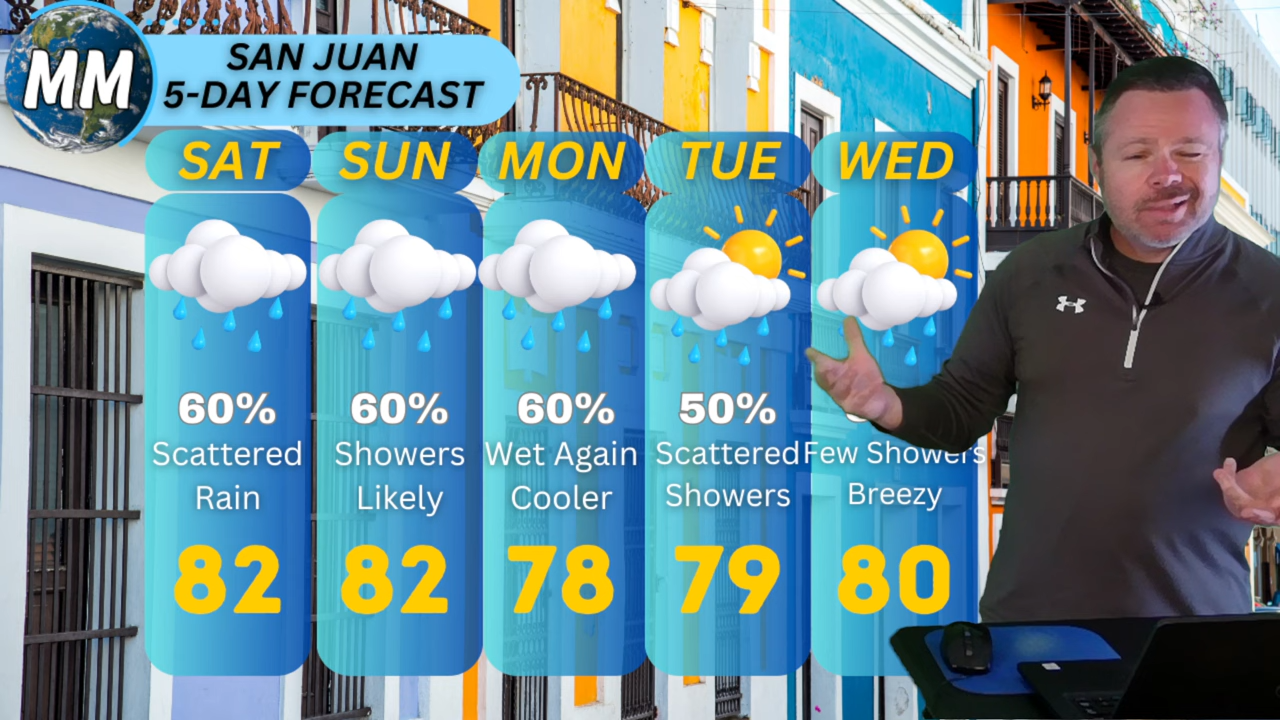 MM
SAN JUAN
5-DAY FORECAST
SAT
SUN
MON
TUE
WED
60%
60%
60%
50%
Scattered
Rain
Showers
Likely
Wet Again
Cooler
Scattered
Showers
Few Showers
Breezy
82
82
78
79
80